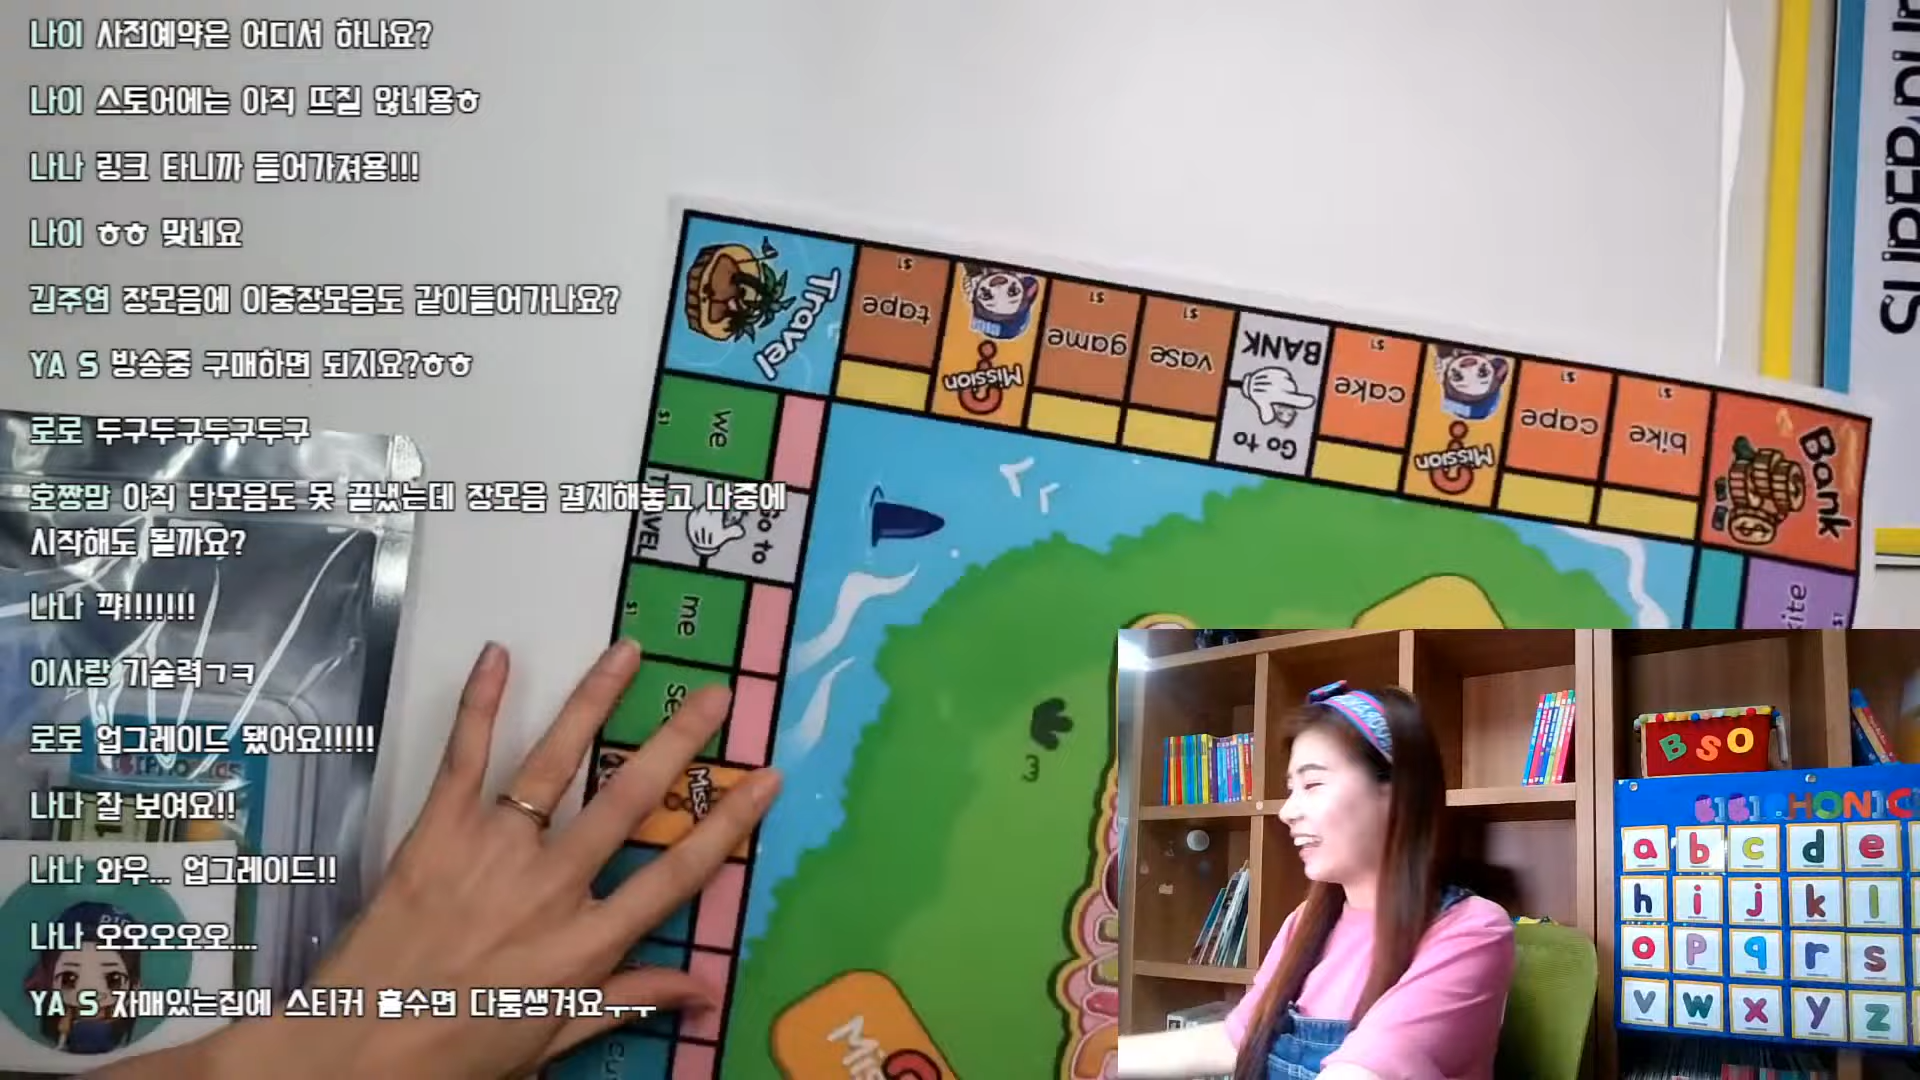 나이 사전예약은 어디서 하나요?
나이 스토어에는 아직 뜨질 않네용ㅎ
나나 링크 타니까 들어가져용!!!
나이 ㅎㅎ 맞네요
김주연 장모음에 이중장모음도 같이들어가나요?
YA S 방송중 구매하면 되지요?ㅎㅎ
로로 두구두구두구두구
호짱맘 아직 단모음도 못 끝냈는데 장모음 결제해놓고 나중에
시작해도 될까요?
나나 꺅!!!!!!!
이사랑 기술력ㄱㅋ
로로 업그레이드 됐어요!!!!!
나나 잘 보여요!!
나나 와우... 업그레이드!!
나나 오오오오오....
YA S 자매있는집에 스티커 홀수면 다툼생겨요ㅜㅜ
Travel
$1 tape
Mission
$1 game
$1 vase
Go to BANK
$1 cake
Mission
$1 cape
$1 bike
Bank
$1 we
Go to
$1 me
BSO
a b c d e
h i j k l
o p q r s
v w x y z